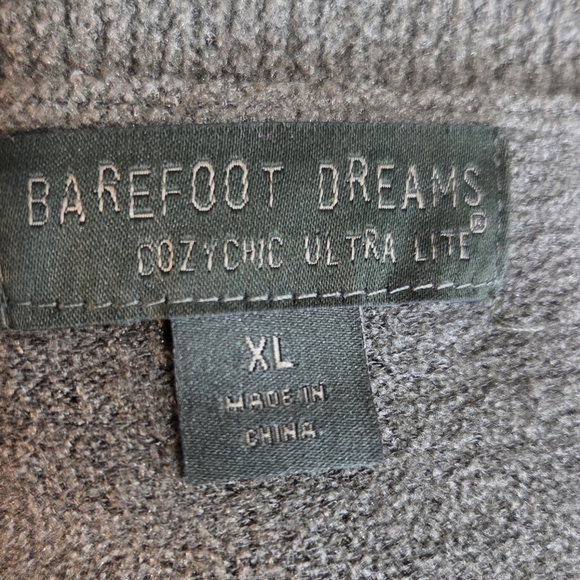 BAREFOOT DREAMS
COZYCHIC ULTRA LITE®
XL
MADE IN
CHINA